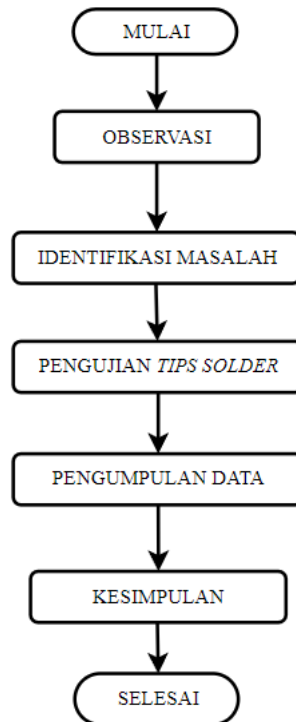 MULAI
OBSERVASI
IDENTIFIKASI MASALAH
PENGUJIAN TIPS SOLDER
PENGUMPULAN DATA
KESIMPULAN
SELESAI